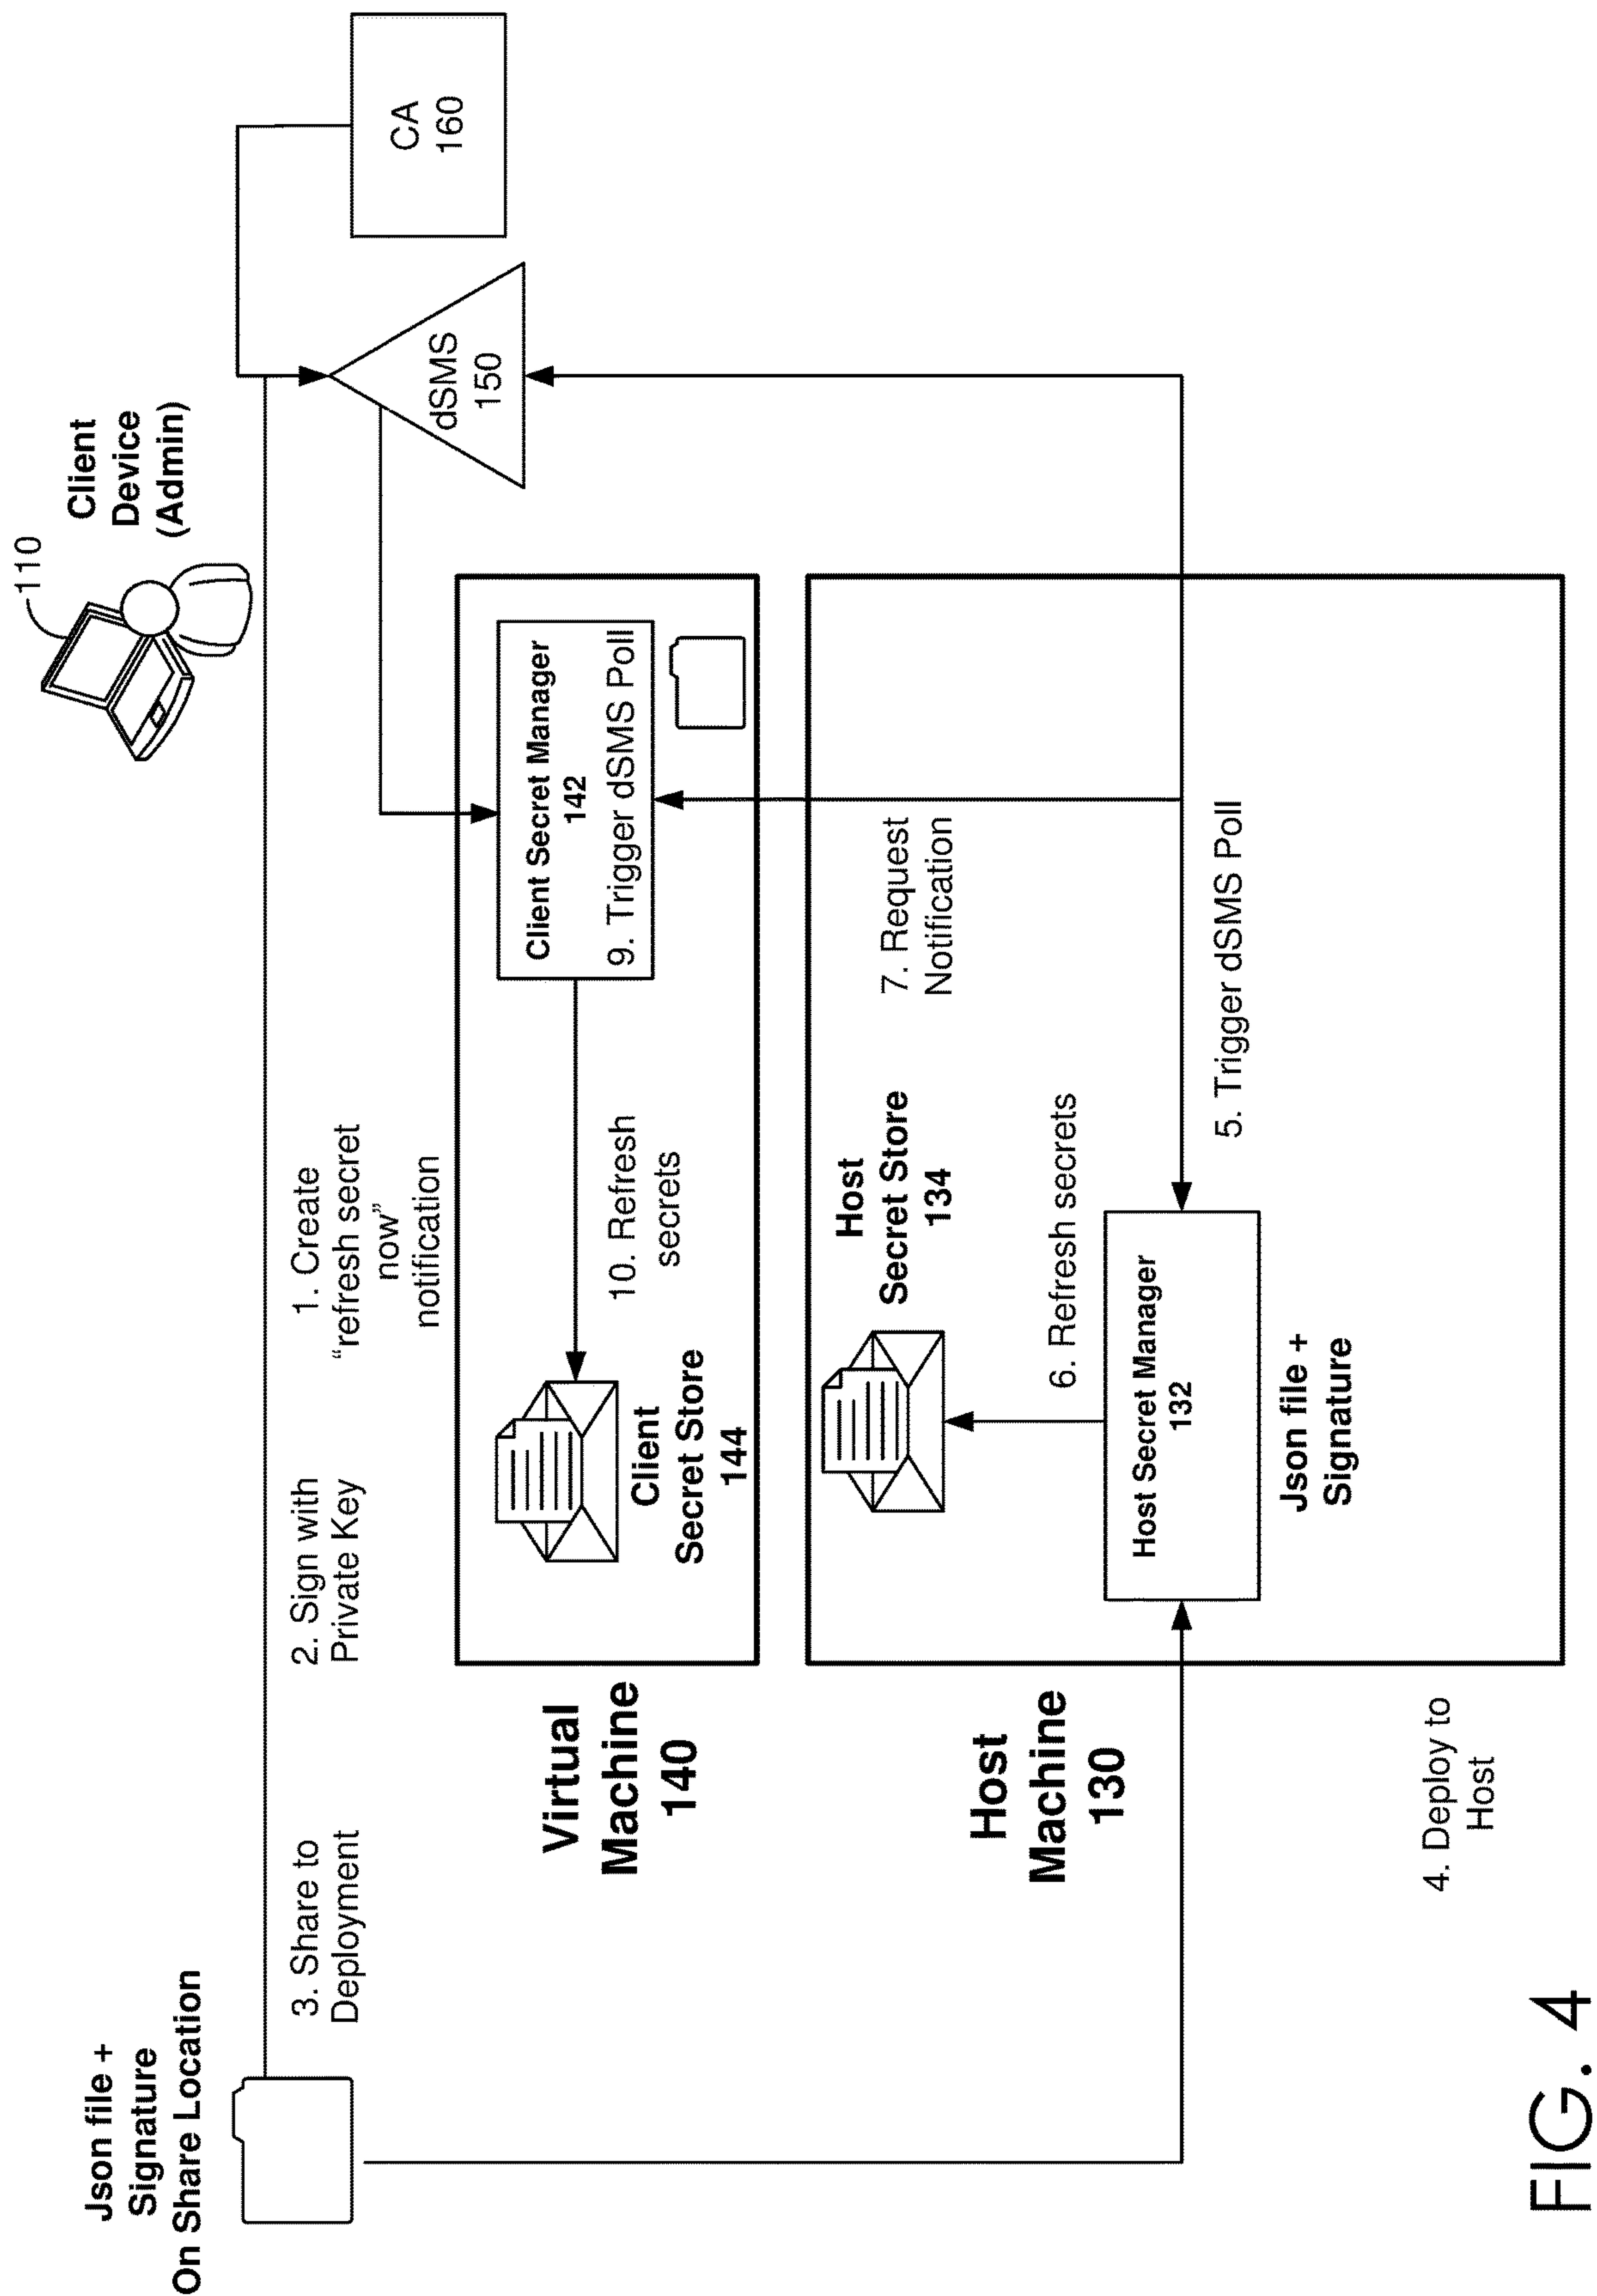 Json file +
Signature
On Share Location
3. Share to
Deployment
2. Sign with
Private Key
1. Create
“refresh secret
now”
notification
110
Client
Device
(Admin)
CA
160
dSMS
150
Virtual
Machine
140
Client
Secret Store
144
10. Refresh
secrets
Client Secret Manager
142
9. Trigger dSMS Poll
Host
Machine
130
Host
Secret Store
134
7. Request
Notification
6. Refresh secrets
Host Secret Manager
132
Json file +
Signature
5. Trigger dSMS Poll
4. Deploy to
Host
FIG. 4